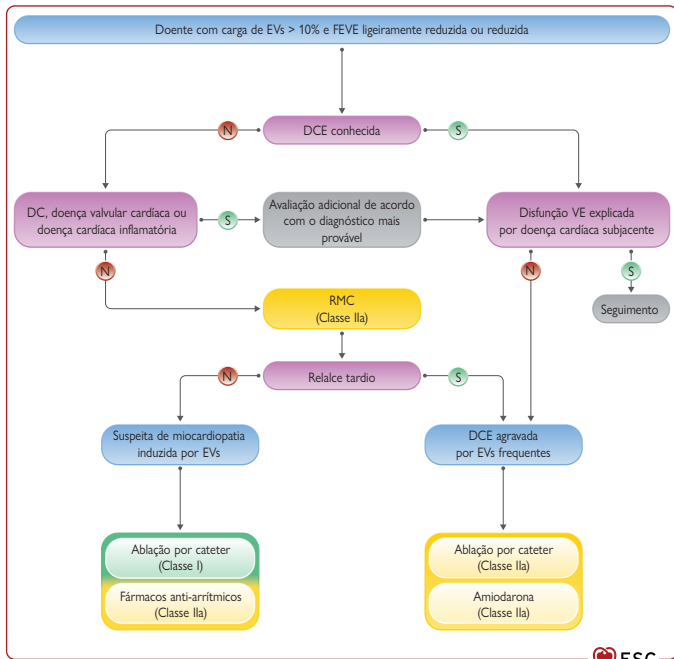 Doente com carga de EVs > 10% e FEVE ligeiramente reduzida ou reduzida
N
DCE conhecida
S
DC, doença valvular cardíaca ou
doença cardíaca inflamatória
S
Avaliação adicional de acordo
com o diagnóstico mais
provável
Disfunção VE explicada
por doença cardíaca subjacente
N
N
S
RMC
(Classe IIa)
Seguimento
N
Relalce tardio
S
Suspeita de miocardiopatia
induzida por EVs
DCE agravada
por EVs frequentes
Ablação por cateter
(Classe I)
Fármacos anti-arrítmicos
(Classe IIa)
Ablação por cateter
(Classe IIa)
Amiodarona
(Classe IIa)
ESC